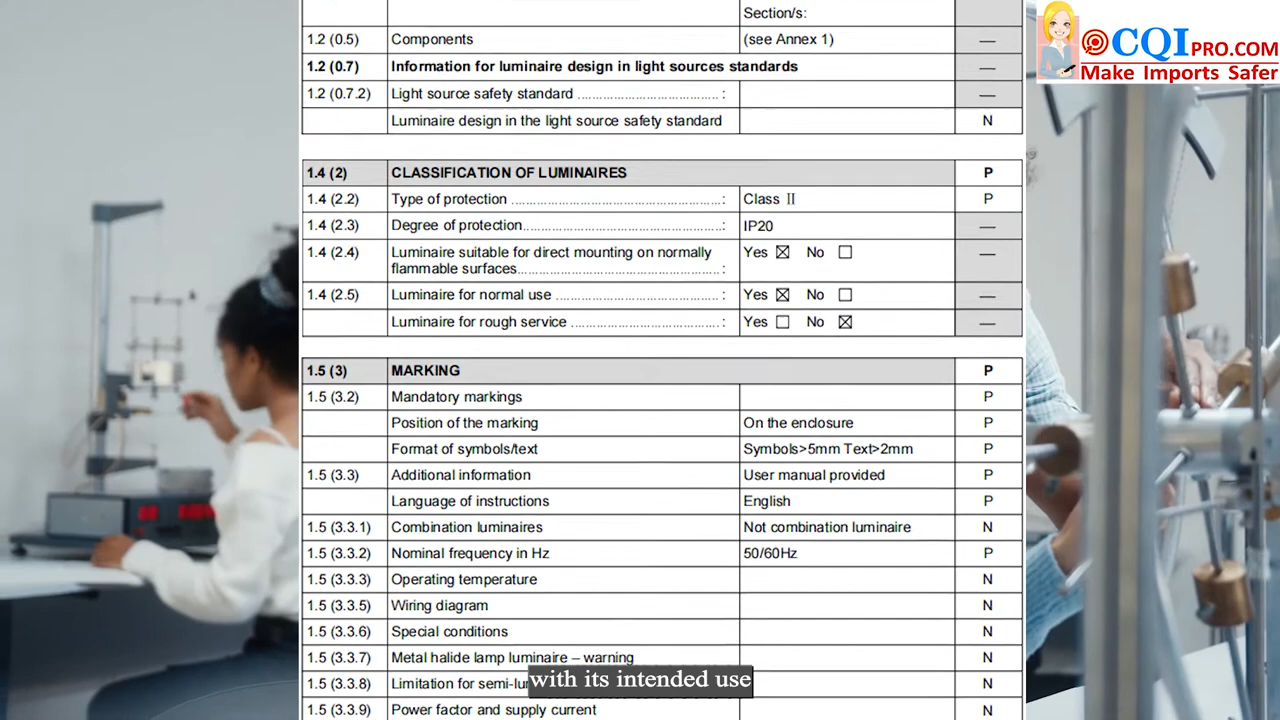 Section/s:
1.2 (0.5) Components (see Annex 1) —
1.2 (0.7) Information for luminaire design in light sources standards —
1.2 (0.7.2) Light source safety standard ....................................... : —
Luminaire design in the light source safety standard N
1.4 (2) CLASSIFICATION OF LUMINAIRES P
1.4 (2.2) Type of protection .................................................... : Class II P
1.4 (2.3) Degree of protection.................................................. : IP20 —
1.4 (2.4) Luminaire suitable for direct mounting on normally Yes ☒ No ☐ —
flammable surfaces.................................................... :
1.4 (2.5) Luminaire for normal use .......................................... : Yes ☒ No ☐ —
Luminaire for rough service ....................................... : Yes ☐ No ☒ —
1.5 (3) MARKING P
1.5 (3.2) Mandatory markings P
Position of the marking On the enclosure P
Format of symbols/text Symbols>5mm Text>2mm P
1.5 (3.3) Additional information User manual provided P
Language of instructions English P
1.5 (3.3.1) Combination luminaires Not combination luminaire N
1.5 (3.3.2) Nominal frequency in Hz 50/60Hz P
1.5 (3.3.3) Operating temperature N
1.5 (3.3.5) Wiring diagram N
1.5 (3.3.6) Special conditions N
1.5 (3.3.7) Metal halide lamp luminaire – warning N
1.5 (3.3.8) Limitation for N
1.5 (3.3.9) Power factor and supply current N
with its intended use
CQIPRO.COM
Make Imports Safer